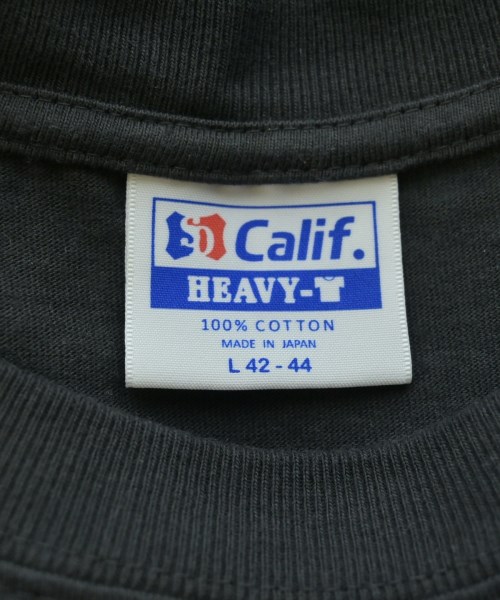 SD Calif.
HEAVY-T
100% COTTON
MADE IN JAPAN
L 42 - 44